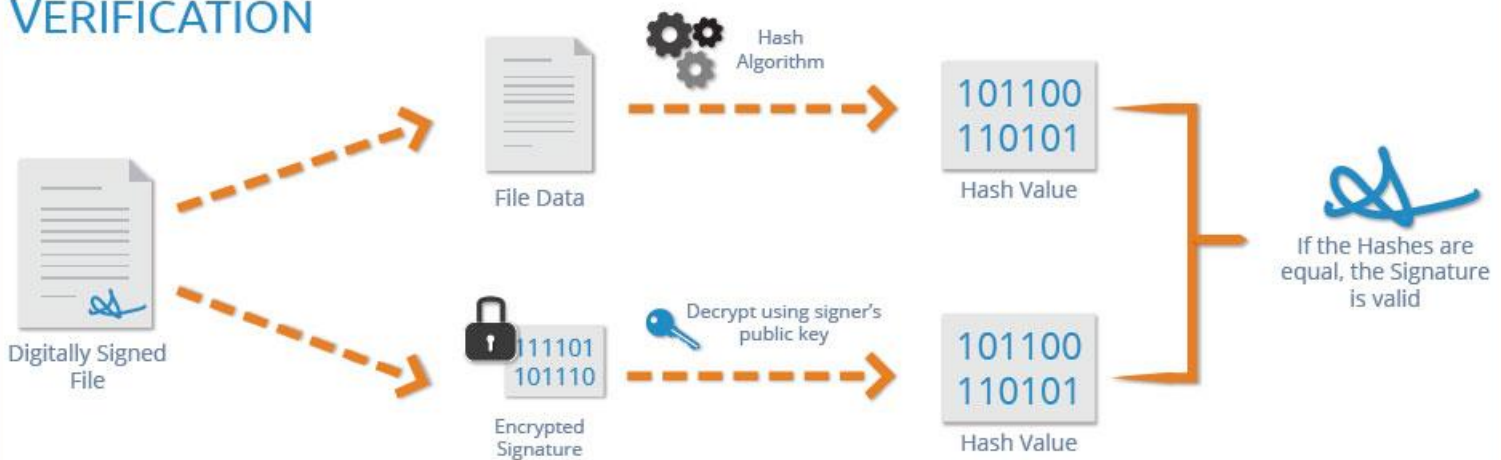 VERIFICATION
Hash
Algorithm
101100
110101
File Data
Hash Value
If the Hashes are
equal, the Signature
is valid
Digitally Signed
File
111101
101110
Decrypt using signer's
public key
101100
110101
Encrypted
Signature
Hash Value